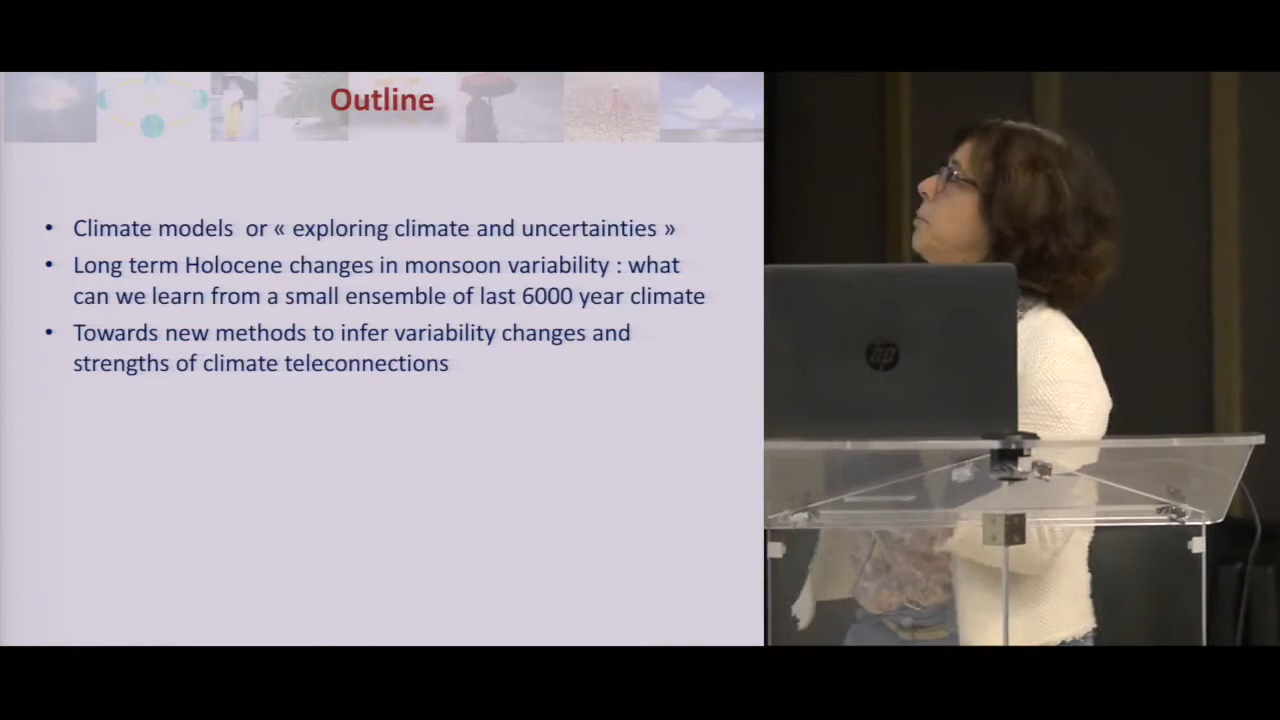 Outline
• Climate models or « exploring climate and uncertainties »
• Long term Holocene changes in monsoon variability : what
can we learn from a small ensemble of last 6000 year climate
• Towards new methods to infer variability changes and
strengths of climate teleconnections
hp